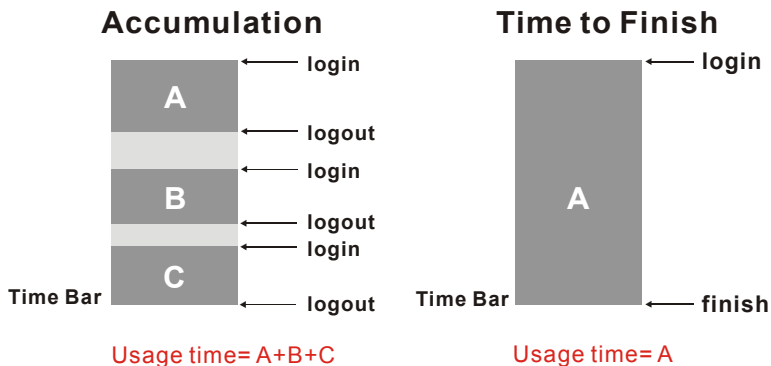 Accumulation
login
A
logout
login
B
logout
login
C
Time Bar
logout
Usage time= A+B+C
Time to Finish
login
A
Time Bar
finish
Usage time= A